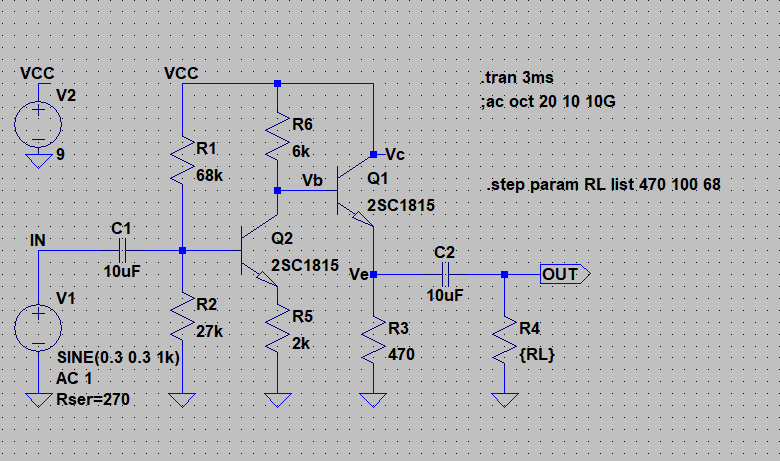 VCC
V2
9
VCC
R1
68k
R6
6k
Vb
Vc
Q1
2SC1815
.tran 3ms
;ac oct 20 10 10G
.step param RL list 470 100 68
IN
C1
10uF
Q2
2SC1815
Ve
C2
10uF
OUT
V1
SINE(0.3 0.3 1k)
AC 1
Rser=270
R2
27k
R5
2k
R3
470
R4
{RL}